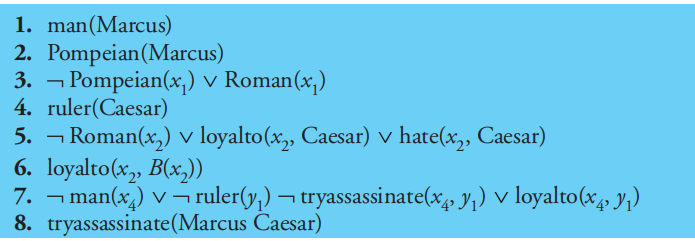 1. man(Marcus)
2. Pompeian(Marcus)
3. ¬ Pompeian(x₁) ∨ Roman(x₁)
4. ruler(Caesar)
5. ¬ Roman(x₂) ∨ loyalto(x₂, Caesar) ∨ hate(x₂, Caesar)
6. loyalto(x₂, B(x₂))
7. ¬ man(x₄) ∨ ¬ ruler(y₁) ¬ tryassassinate(x₄, y₁) ∨ loyalto(x₄, y₁)
8. tryassassinate(Marcus Caesar)